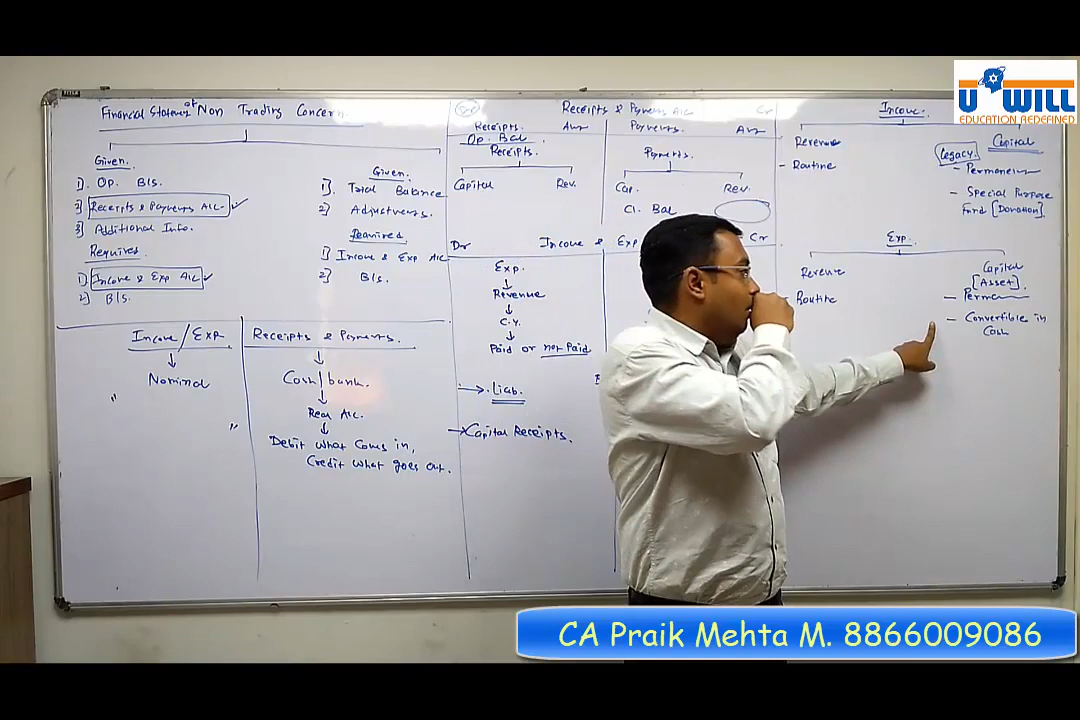 Financial Statements of Non Trading Concern
Given
1) Op. B/s.
2) Receipts & Payments A/c
3) Additional Info.
Required
1) Income & Exp A/c
2) B/s.
Given:
1) Trial Balance
2) Adjustments.
Required
1) Income & Exp A/c
2) B/s.
Income / Exp
Nominal
"
"
Receipts & Payments.
Cash/bank.
Real A/c.
Debit what Comes in,
Credit what goes out.
Dr
Receipts & Payments A/c
Cr
Receipts
Amt
Payments.
Amt
Op. Bal
Receipts.
Capital
Rev.
Payments.
Cap.
Rev.
Cl. Bal
Dr
Income & Exp
Cr
Exp.
Revenue
C.Y.
Paid or not Paid
Liab.
Capital Receipts.
Income.
Revenue
- Routine
Capital
Legacy.
- Permanent
- Special Purpose
Fund [Donation]
Exp.
Revenue
Routine
Capital
[Asset]
- Permanent
- Convertible in
Cash
U WILL
EDUCATION REDEFINED
CA Praik Mehta M. 8866009086